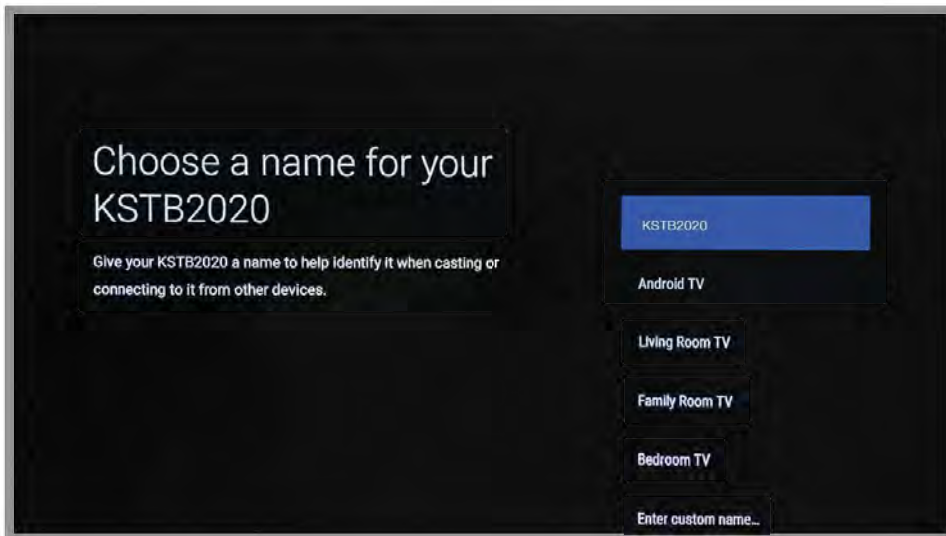 Choose a name for your
KSTB2020
Give your KSTB2020 a name to help identify it when casting or
connecting to it from other devices.
KSTB2020
Android TV
Living Room TV
Family Room TV
Bedroom TV
Enter custom name...